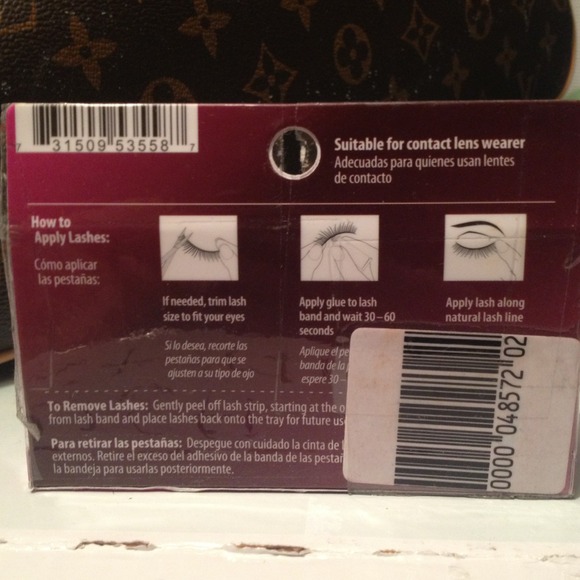 7 31509 53558 7
Suitable for contact lens wearer
Adecuadas para quienes usan lentes
de contacto
How to
Apply Lashes:
Cómo aplicar
las pestañas:
If needed, trim lash
size to fit your eyes
Si lo desea, recorte las
pestañas para que se
ajusten a su tipo de ojo
Apply glue to lash
band and wait 30–60
seconds
Aplique el
banda de la
espere 30–
Apply lash along
natural lash line
To Remove Lashes: Gently peel off lash strip, starting at the
from lash band and place lashes back onto the tray for future
Para retirar las pestañas: Despegue con cuidado la cinta de
externos. Retire el exceso del adhesivo de la banda de las
la bandeja para usarlas posteriormente.
0000 048572 02